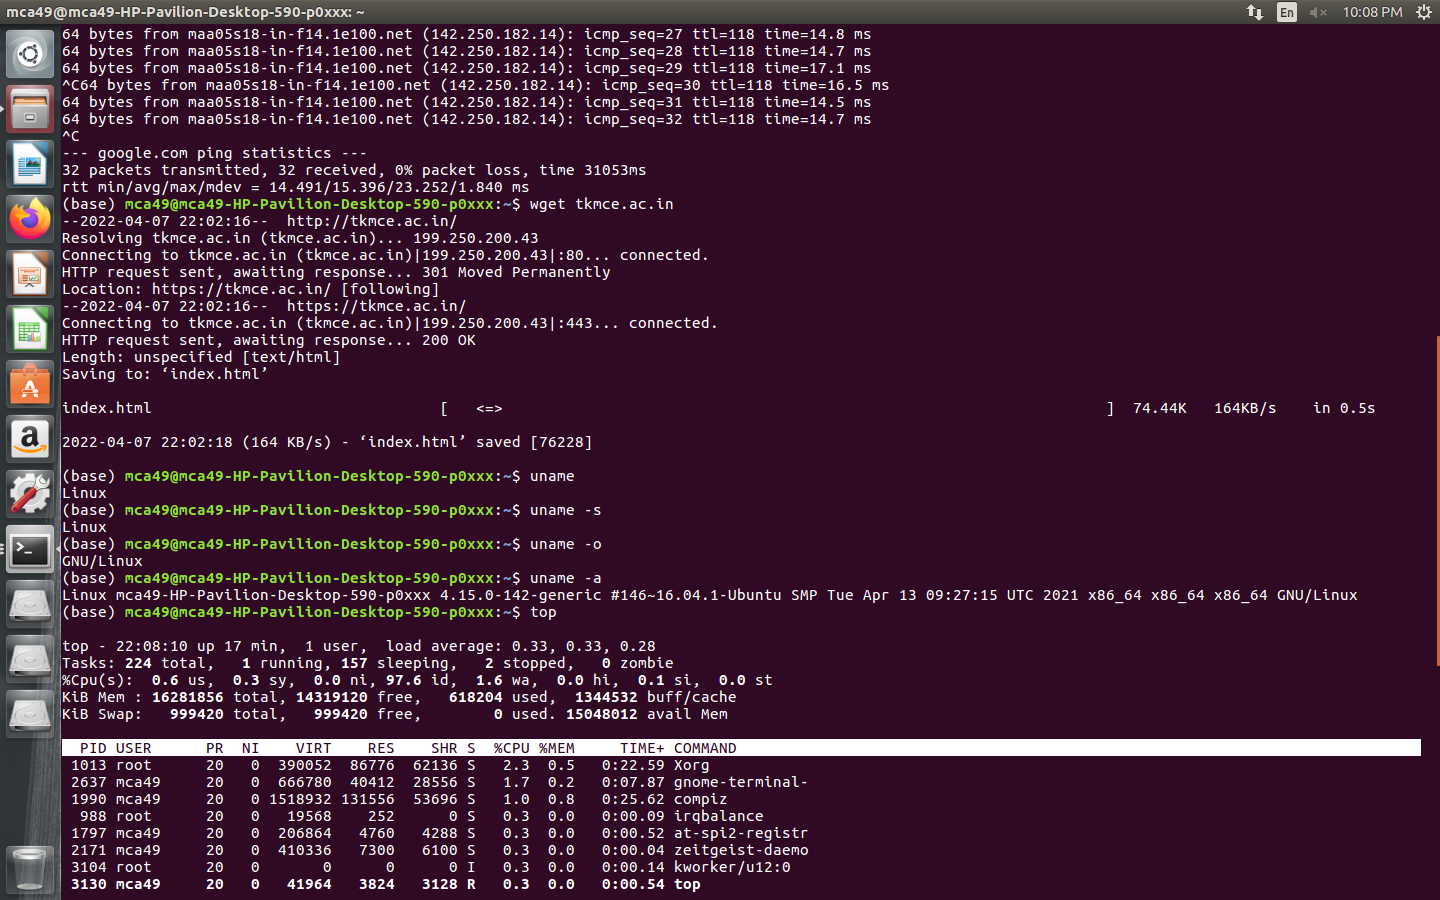 mca49@mca49-HP-Pavilion-Desktop-590-p0xxx: ~
En
10:08 PM
64 bytes from maa05s18-in-f14.1e100.net (142.250.182.14): icmp_seq=27 ttl=118 time=14.8 ms
64 bytes from maa05s18-in-f14.1e100.net (142.250.182.14): icmp_seq=28 ttl=118 time=14.7 ms
64 bytes from maa05s18-in-f14.1e100.net (142.250.182.14): icmp_seq=29 ttl=118 time=17.1 ms
^C64 bytes from maa05s18-in-f14.1e100.net (142.250.182.14): icmp_seq=30 ttl=118 time=16.5 ms
64 bytes from maa05s18-in-f14.1e100.net (142.250.182.14): icmp_seq=31 ttl=118 time=14.5 ms
64 bytes from maa05s18-in-f14.1e100.net (142.250.182.14): icmp_seq=32 ttl=118 time=14.7 ms
^C
--- google.com ping statistics ---
32 packets transmitted, 32 received, 0% packet loss, time 31053ms
rtt min/avg/max/mdev = 14.491/15.396/23.252/1.840 ms
(base) mca49@mca49-HP-Pavilion-Desktop-590-p0xxx:~$ wget tkmce.ac.in
--2022-04-07 22:02:16--  http://tkmce.ac.in/
Resolving tkmce.ac.in (tkmce.ac.in)... 199.250.200.43
Connecting to tkmce.ac.in (tkmce.ac.in)|199.250.200.43|:80... connected.
HTTP request sent, awaiting response... 301 Moved Permanently
Location: https://tkmce.ac.in/ [following]
--2022-04-07 22:02:16--  https://tkmce.ac.in/
Connecting to tkmce.ac.in (tkmce.ac.in)|199.250.200.43|:443... connected.
HTTP request sent, awaiting response... 200 OK
Length: unspecified [text/html]
Saving to: ‘index.html’
index.html                                [   <=>                                                                   ]  74.44K   164KB/s    in 0.5s
2022-04-07 22:02:18 (164 KB/s) - ‘index.html’ saved [76228]
(base) mca49@mca49-HP-Pavilion-Desktop-590-p0xxx:~$ uname
Linux
(base) mca49@mca49-HP-Pavilion-Desktop-590-p0xxx:~$ uname -s
Linux
(base) mca49@mca49-HP-Pavilion-Desktop-590-p0xxx:~$ uname -o
GNU/Linux
(base) mca49@mca49-HP-Pavilion-Desktop-590-p0xxx:~$ uname -a
Linux mca49-HP-Pavilion-Desktop-590-p0xxx 4.15.0-142-generic #146~16.04.1-Ubuntu SMP Tue Apr 13 09:27:15 UTC 2021 x86_64 x86_64 x86_64 GNU/Linux
(base) mca49@mca49-HP-Pavilion-Desktop-590-p0xxx:~$ top
top - 22:08:10 up 17 min,  1 user,  load average: 0.33, 0.33, 0.28
Tasks: 224 total,   1 running, 157 sleeping,   2 stopped,   0 zombie
%Cpu(s):  0.6 us,  0.3 sy,  0.0 ni, 97.6 id,  1.6 wa,  0.0 hi,  0.1 si,  0.0 st
KiB Mem : 16281856 total, 14319120 free,   618204 used,  1344532 buff/cache
KiB Swap:   999420 total,   999420 free,        0 used. 15048012 avail Mem
  PID USER      PR  NI    VIRT    RES    SHR S  %CPU %MEM     TIME+ COMMAND
 1013 root      20   0  390052  86776  62136 S   2.3  0.5   0:22.59 Xorg
 2637 mca49     20   0  666780  40412  28556 S   1.7  0.2   0:07.87 gnome-terminal-
 1990 mca49     20   0 1518932 131556  53696 S   1.0  0.8   0:25.62 compiz
  988 root      20   0   19568    252      0 S   0.3  0.0   0:00.09 irqbalance
 1797 mca49     20   0  206864   4760   4288 S   0.3  0.0   0:00.52 at-spi2-registr
 2171 mca49     20   0  410336   7300   6100 S   0.3  0.0   0:00.04 zeitgeist-daemo
 3104 root      20   0       0      0      0 I   0.3  0.0   0:00.14 kworker/u12:0
 3130 mca49     20   0   41964   3824   3128 R   0.3  0.0   0:00.54 top